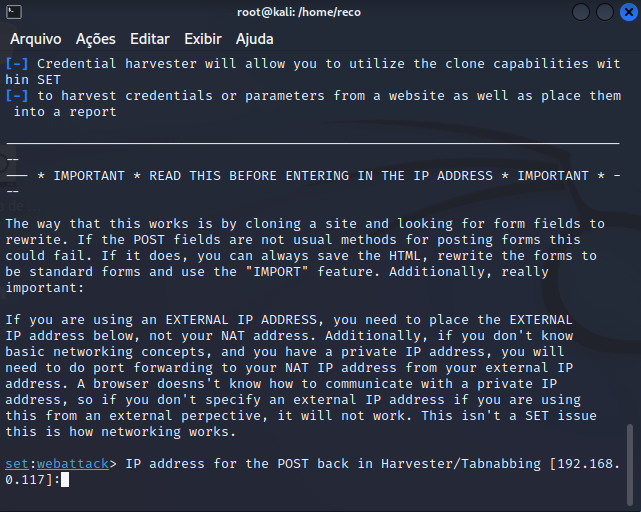 root@kali: /home/reco
Arquivo Ações Editar Exibir Ajuda
[-] Credential harvester will allow you to utilize the clone capabilities wit
hin SET
[-] to harvest credentials or parameters from a website as well as place them
 into a report
-------------------------------------------------------------------------------
--- * IMPORTANT * READ THIS BEFORE ENTERING IN THE IP ADDRESS * IMPORTANT * -
--
The way that this works is by cloning a site and looking for form fields to
rewrite. If the POST fields are not usual methods for posting forms this
could fail. If it does, you can always save the HTML, rewrite the forms to
be standard forms and use the "IMPORT" feature. Additionally, really
important:
If you are using an EXTERNAL IP ADDRESS, you need to place the EXTERNAL
IP address below, not your NAT address. Additionally, if you don't know
basic networking concepts, and you have a private IP address, you will
need to do port forwarding to your NAT IP address from your external IP
address. A browser doesns't know how to communicate with a private IP
address, so if you don't specify an external IP address if you are using
this from an external perpective, it will not work. This isn't a SET issue
this is how networking works.
set:webattack> IP address for the POST back in Harvester/Tabnabbing [192.168.
0.117]: